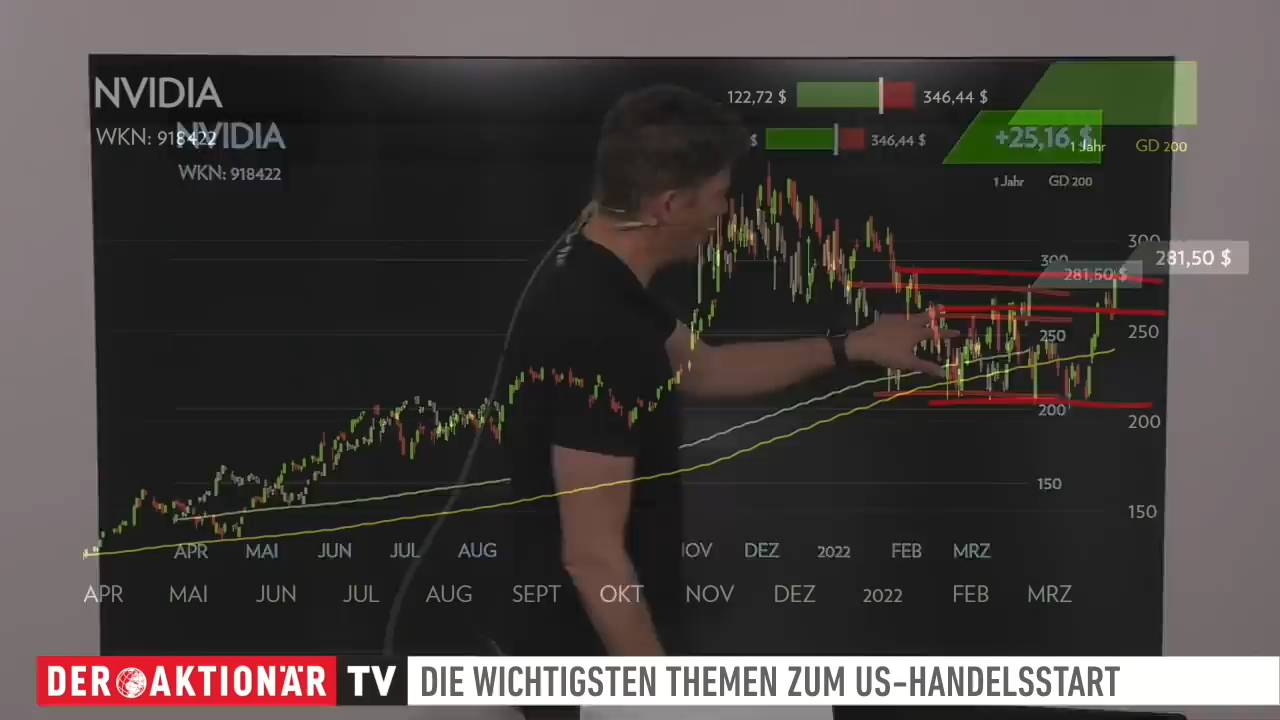 NVIDIA
122,72 $ 346,44 $
WKN: 918422
NVIDIA
$ 346,44 $ +25,16 $
1 Jahr GD 200
WKN: 918422
1 Jahr GD 200
300
281,50 $
300
281,50 $
250
250
200
200
150
150
APR MAI JUN JUL AUG NOV DEZ 2022 FEB MRZ
APR MAI JUN JUL AUG SEPT OKT NOV DEZ 2022 FEB MRZ
DER AKTIONÄR TV DIE WICHTIGSTEN THEMEN ZUM US-HANDELSSTART